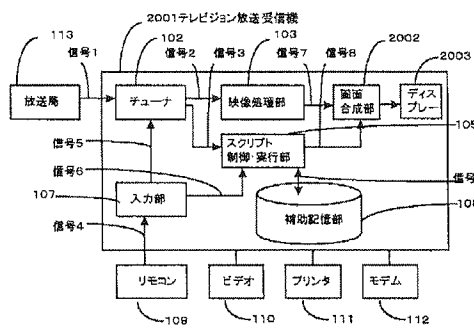 2001テレビジョン放送受信機
113
102
103
2002
2003
信号1
信号2
信号3
信号7
信号8
放送局
チューナ
映像処理部
画面
合成部
ディス
プレー
105
信号5
スクリプト
制御・実行部
信号6
信号
107
入力部
補助記憶部
信号4
リモコン
ビデオ
プリンタ
モデム
109
110
111
112